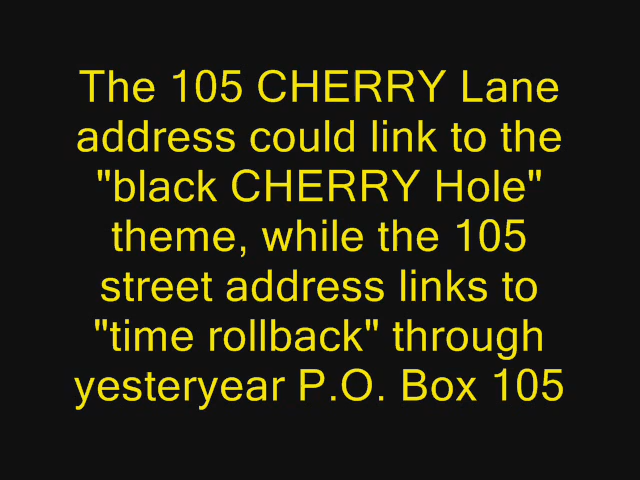 The 105 CHERRY Lane
address could link to the
"black CHERRY Hole"
theme, while the 105
street address links to
"time rollback" through
yesteryear P.O. Box 105